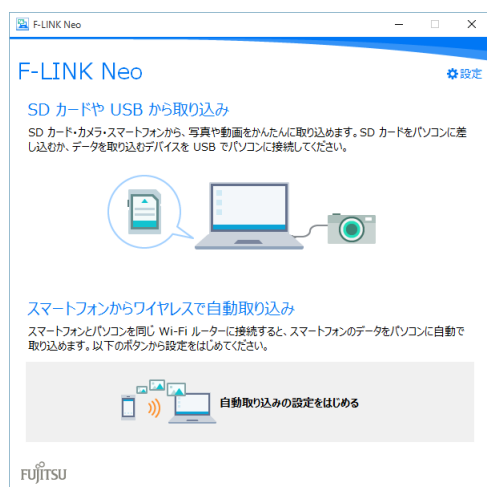 F-LINK Neo
F-LINK Neo
設定
SD カードや USB から取り込み
SD カード・カメラ・スマートフォンから、写真や動画をかんたんに取り込めます。SD カードをパソコンに差
し込むか、データを取り込むデバイスを USB でパソコンに接続してください。
スマートフォンからワイヤレスで自動取り込み
スマートフォンとパソコンを同じ Wi-Fi ルーターに接続すると、スマートフォンのデータをパソコンに自動で
取り込めます。以下のボタンから設定をはじめてください。
自動取り込みの設定をはじめる
FUJITSU